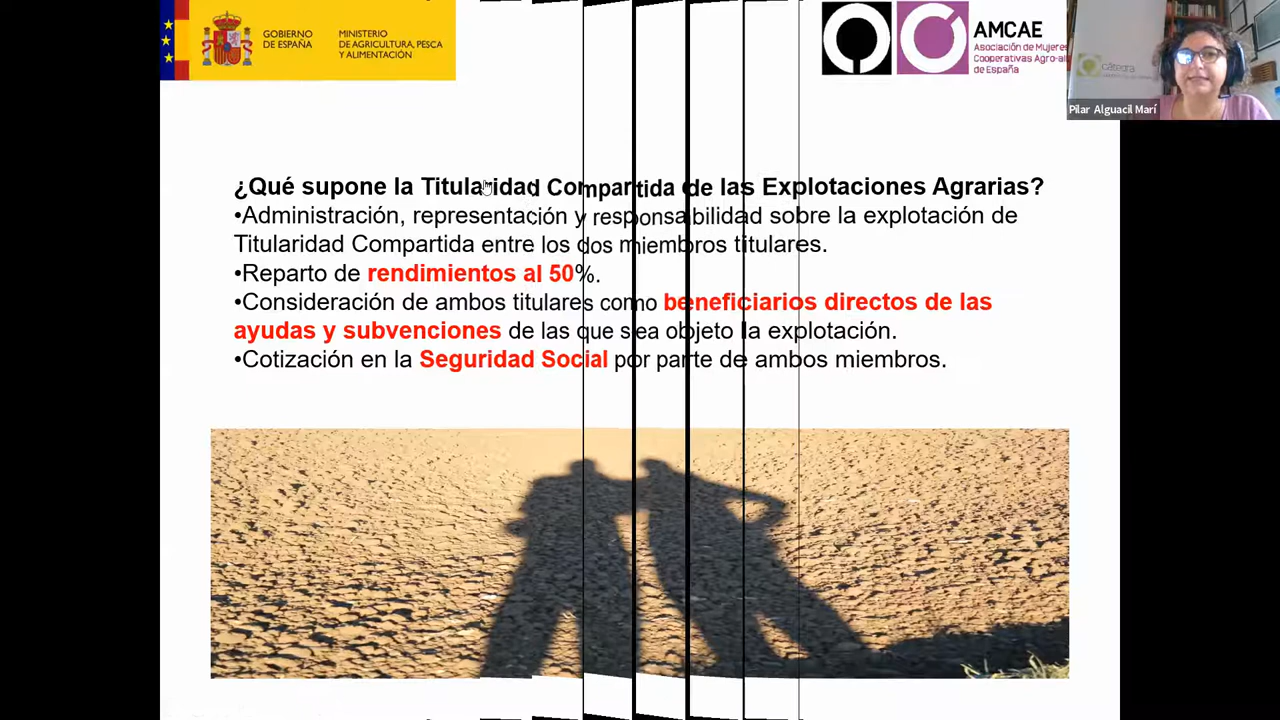 GOBIERNO
DE ESPAÑA
MINISTERIO
DE AGRICULTURA, PESCA
Y ALIMENTACIÓN
AMCAE
Asociación de Mujeres
Cooperativas Agro-al
de España
cátedra
Pilar Alguacil Marí
¿Qué supone la Titularidad Compartida de las Explotaciones Agrarias?
•Administración, representación y responsabilidad sobre la explotación de
Titularidad Compartida entre los dos miembros titulares.
•Reparto de rendimientos al 50%.
•Consideración de ambos titulares como beneficiarios directos de las
ayudas y subvenciones de las que sea objeto la explotación.
•Cotización en la Seguridad Social por parte de ambos miembros.